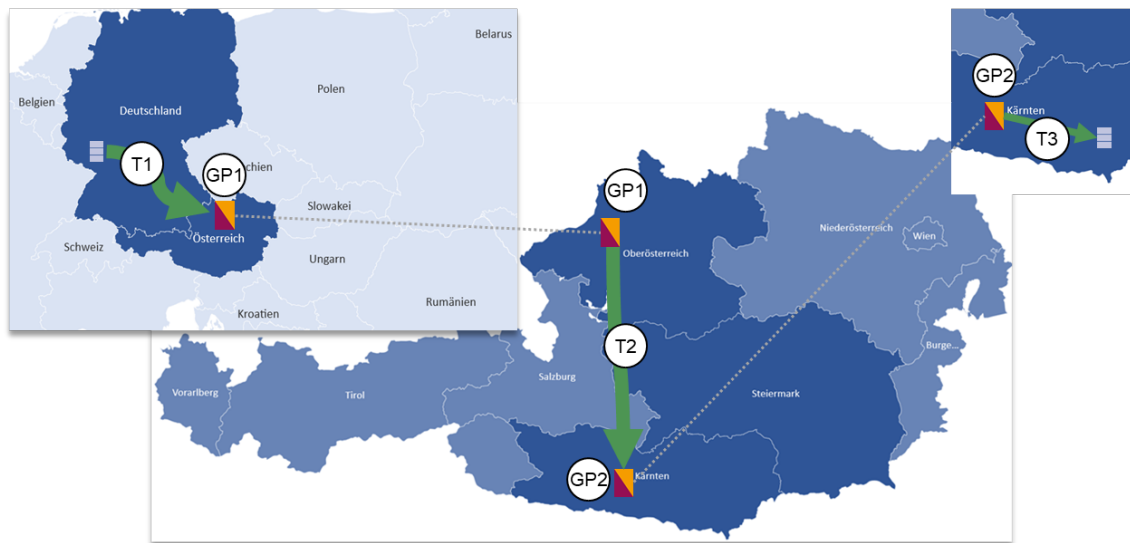 Belarus
Belgien
Polen
Deutschland
T1
GP1
chien
Slowakei
Österreich
Schweiz
Ungarn
Rumänien
Kroatien
GP2
Kärnten
T3
GP1
Niederösterreich
Wien
Oberösterreich
T2
Burge...
Salzburg
Vorarlberg
Tirol
Steiermark
GP2
Kärnten